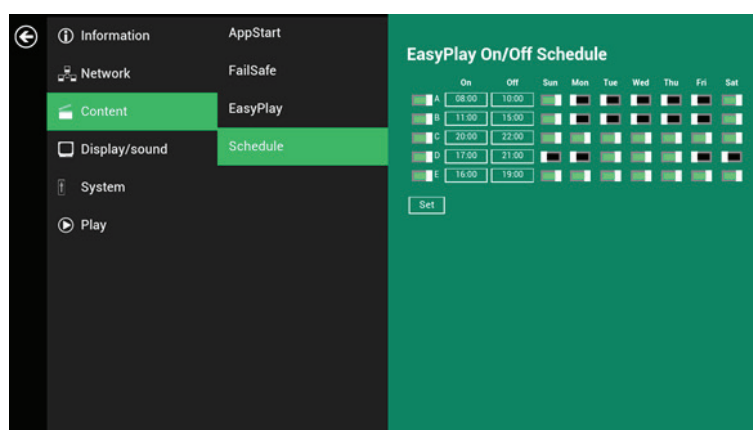 Information
Network
Content
Display/sound
System
Play
AppStart
FailSafe
EasyPlay
Schedule
EasyPlay On/Off Schedule
On Off Sun Mon Tue Wed Thu Fri Sat
A 08:00 10:00
B 11:00 15:00
C 20:00 22:00
D 17:00 21:00
E 16:00 19:00
Set